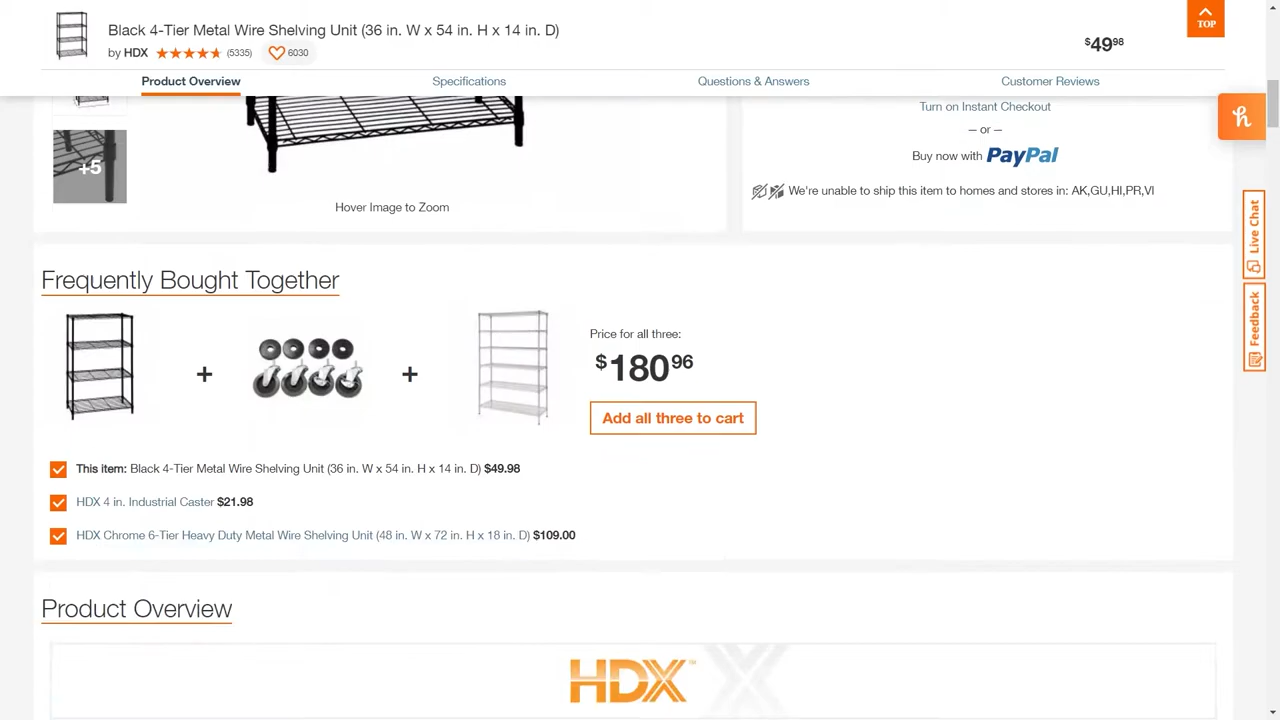 Black 4-Tier Metal Wire Shelving Unit (36 in. W x 54 in. H x 14 in. D)
by HDX (5335) 6030
$49.98
TOP
Product Overview Specifications Questions & Answers Customer Reviews
+5
Hover Image to Zoom
Turn on Instant Checkout
— or —
Buy now with PayPal
We're unable to ship this item to homes and stores in: AK,GU,HI,PR,VI
h
Live Chat
Feedback
Frequently Bought Together
+ +
Price for all three:
$180.96
Add all three to cart
This item: Black 4-Tier Metal Wire Shelving Unit (36 in. W x 54 in. H x 14 in. D) $49.98
HDX 4 in. Industrial Caster $21.98
HDX Chrome 6-Tier Heavy Duty Metal Wire Shelving Unit (48 in. W x 72 in. H x 18 in. D) $109.00
Product Overview
HDX™